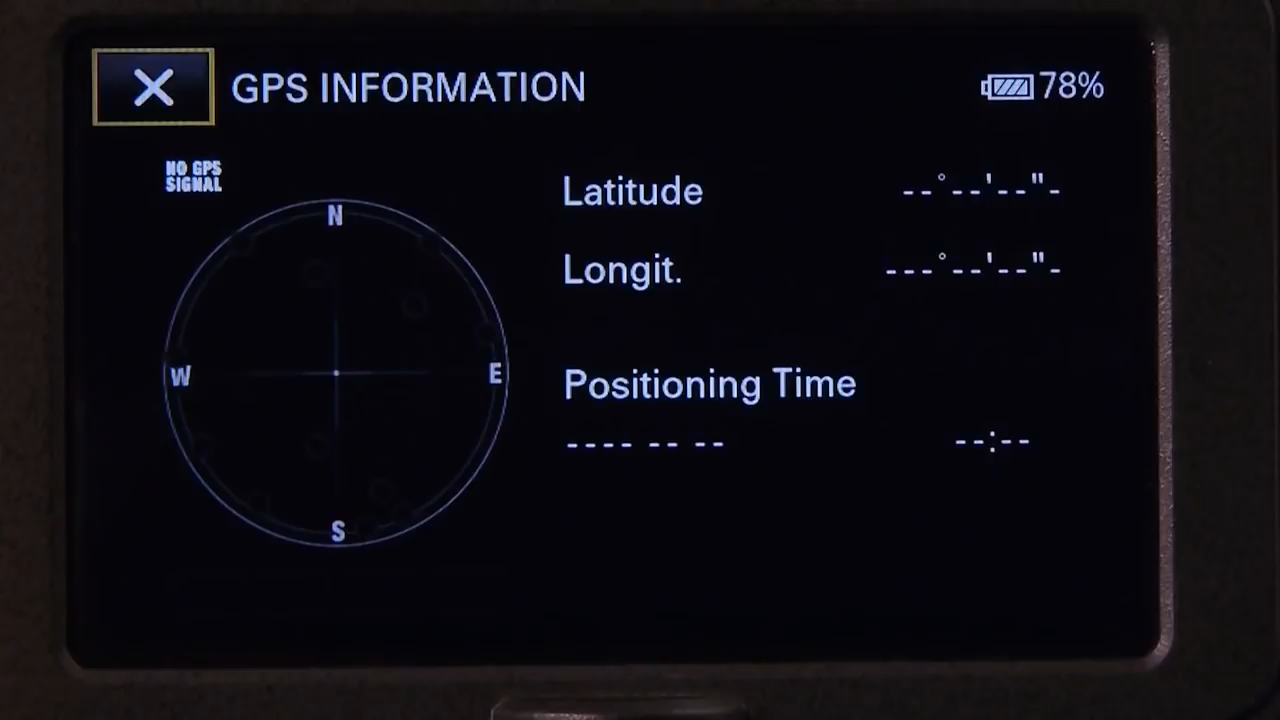 X GPS INFORMATION
78%
NO GPS
SIGNAL
N
W
E
S
Latitude --°--'--"-
Longit. ---°--'--"-
Positioning Time
---- -- -- --:--